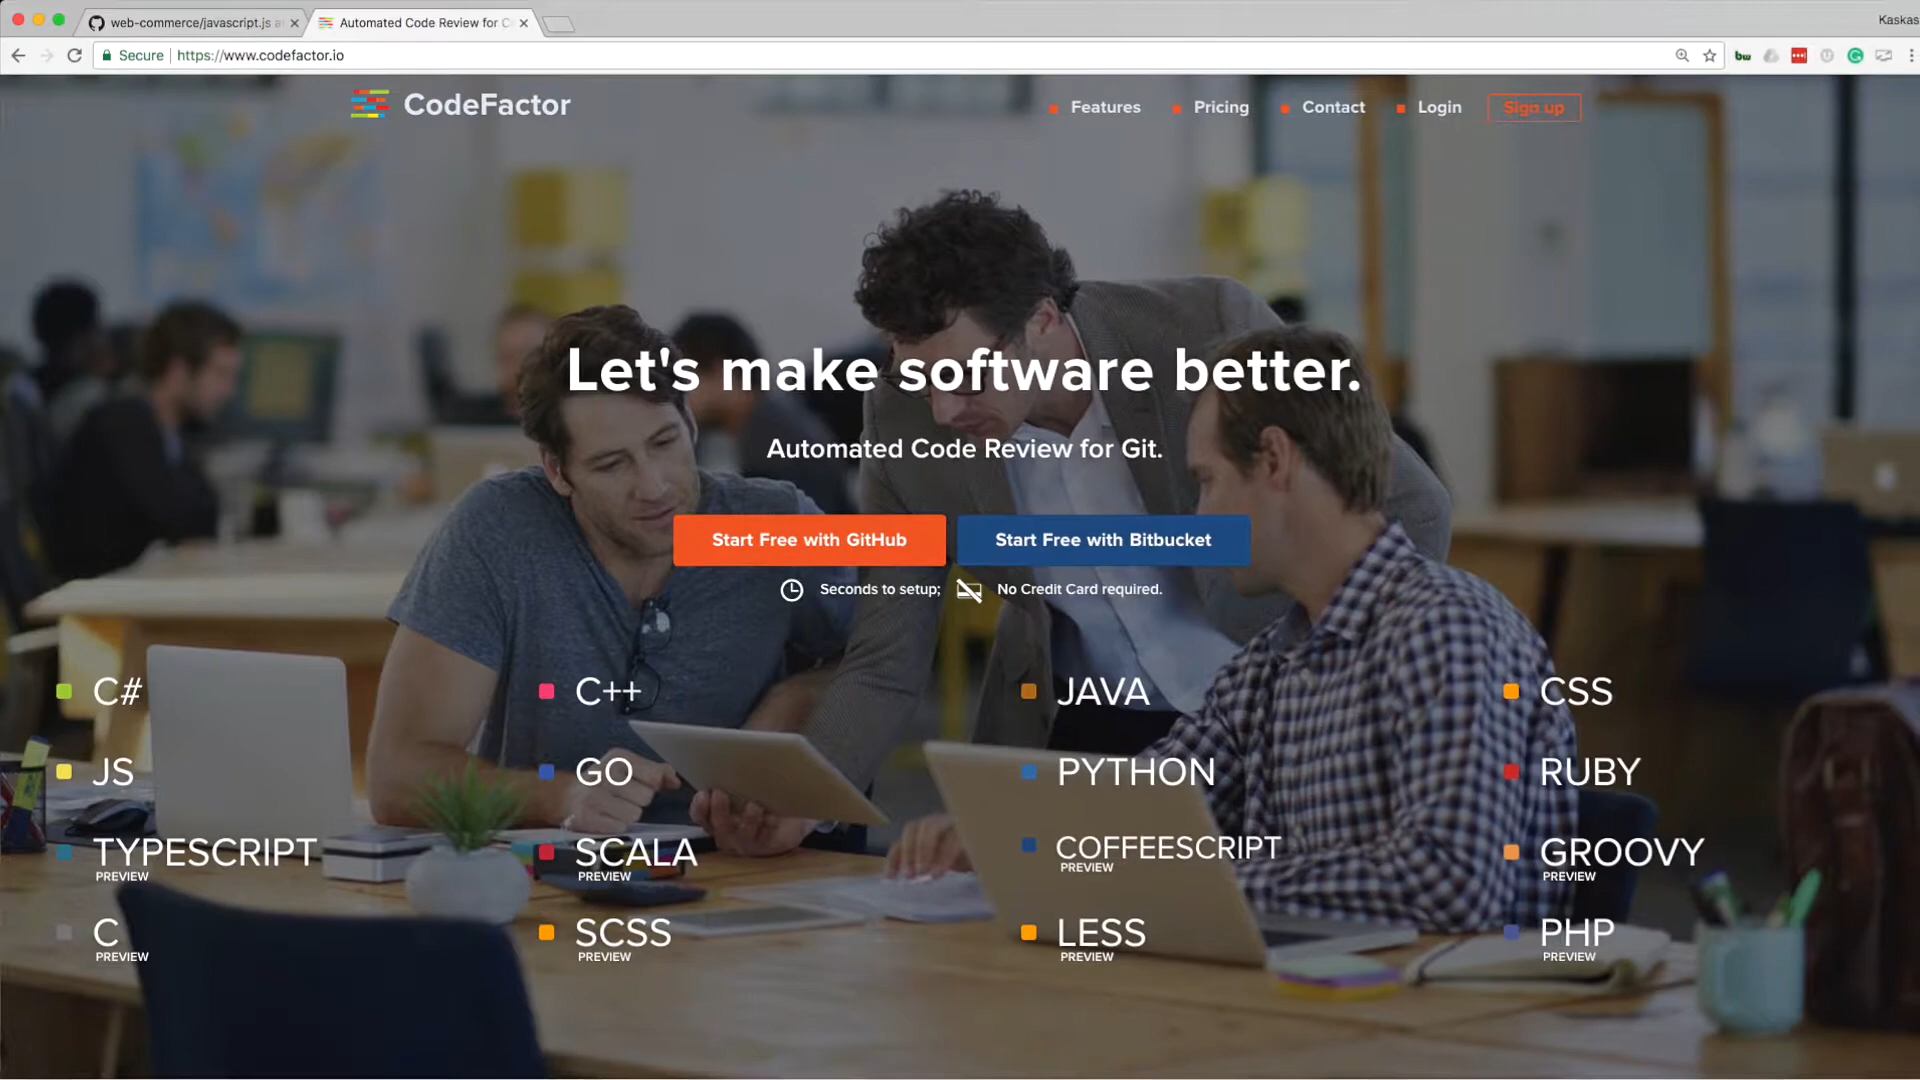 web-commerce/javascript.js a
Automated Code Review for C
Kaskas
Secure
https://www.codefactor.io
CodeFactor
Features
Pricing
Contact
Login
Sign up
Let's make software better.
Automated Code Review for Git.
Start Free with GitHub
Start Free with Bitbucket
Seconds to setup;
No Credit Card required.
C#
C++
JAVA
CSS
JS
GO
PYTHON
RUBY
TYPESCRIPT
PREVIEW
SCALA
PREVIEW
COFFEESCRIPT
PREVIEW
GROOVY
PREVIEW
C
PREVIEW
SCSS
PREVIEW
LESS
PREVIEW
PHP
PREVIEW